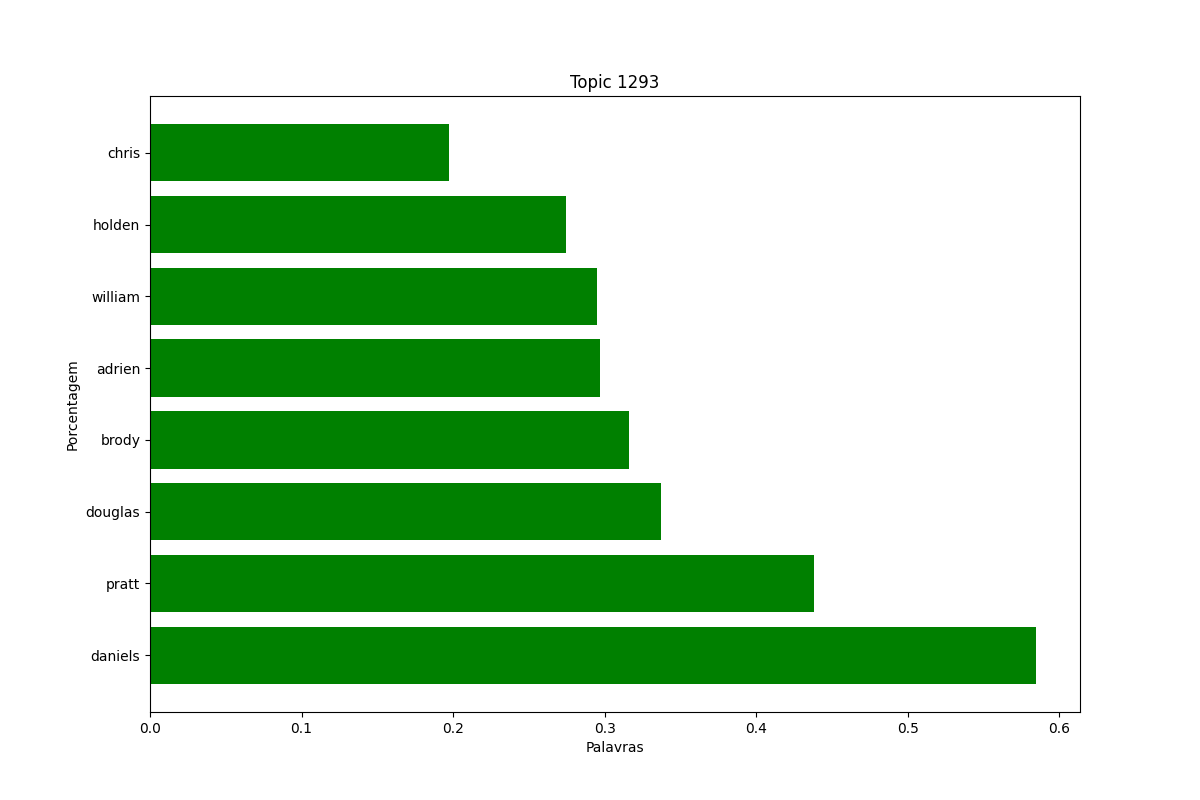 Topic 1293
chris
holden
william
adrien
brody
douglas
pratt
daniels
Porcentagem
0.0 0.1 0.2 0.3 0.4 0.5 0.6
Palavras